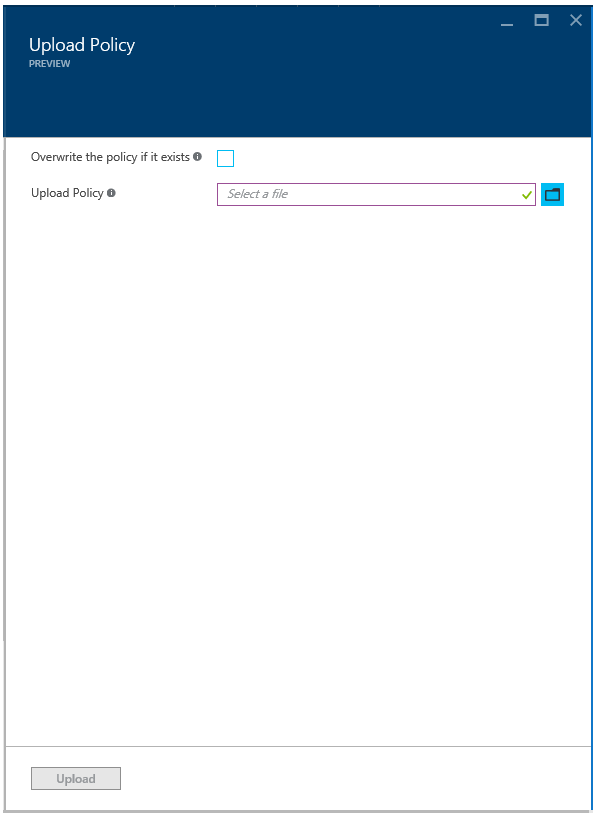 Upload Policy
PREVIEW
Overwrite the policy if it exists
Upload Policy
Select a file
Upload